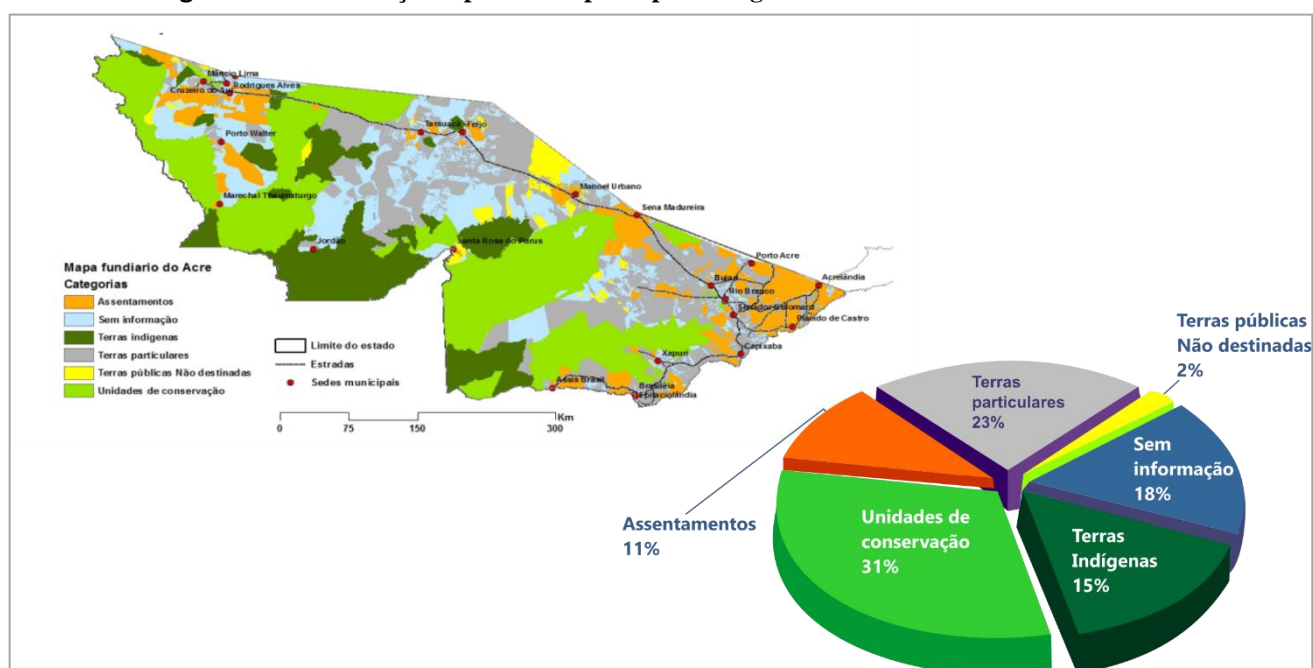 Mâncio Lima
Rodrigues Alves
Cruzeiro do Sul
Porto Walter
Marechal Thaumaturgo
Jordão
Tarauacá
Feijó
Manoel Urbano
Sena Madureira
Santa Rosa do Purus
Porto Acre
Acrelândia
Bujari
Rio Branco
Senador Guiomard
Plácido de Castro
Capixaba
Xapuri
Assis Brasil
Brasiléia
Epitaciolândia
Mapa fundiario do Acre
Categorias
Assentamentos
Sem informação
Terras indígenas
Terras particulares
Terras públicas Não destinadas
Unidades de conservação
Limite do estado
Estradas
Sedes municipais
Km
0 75 150 300
Terras públicas
Não destinadas
2%
Terras
particulares
23%
Sem
informação
18%
Assentamentos
11%
Unidades de
conservação
31%
Terras
Indígenas
15%